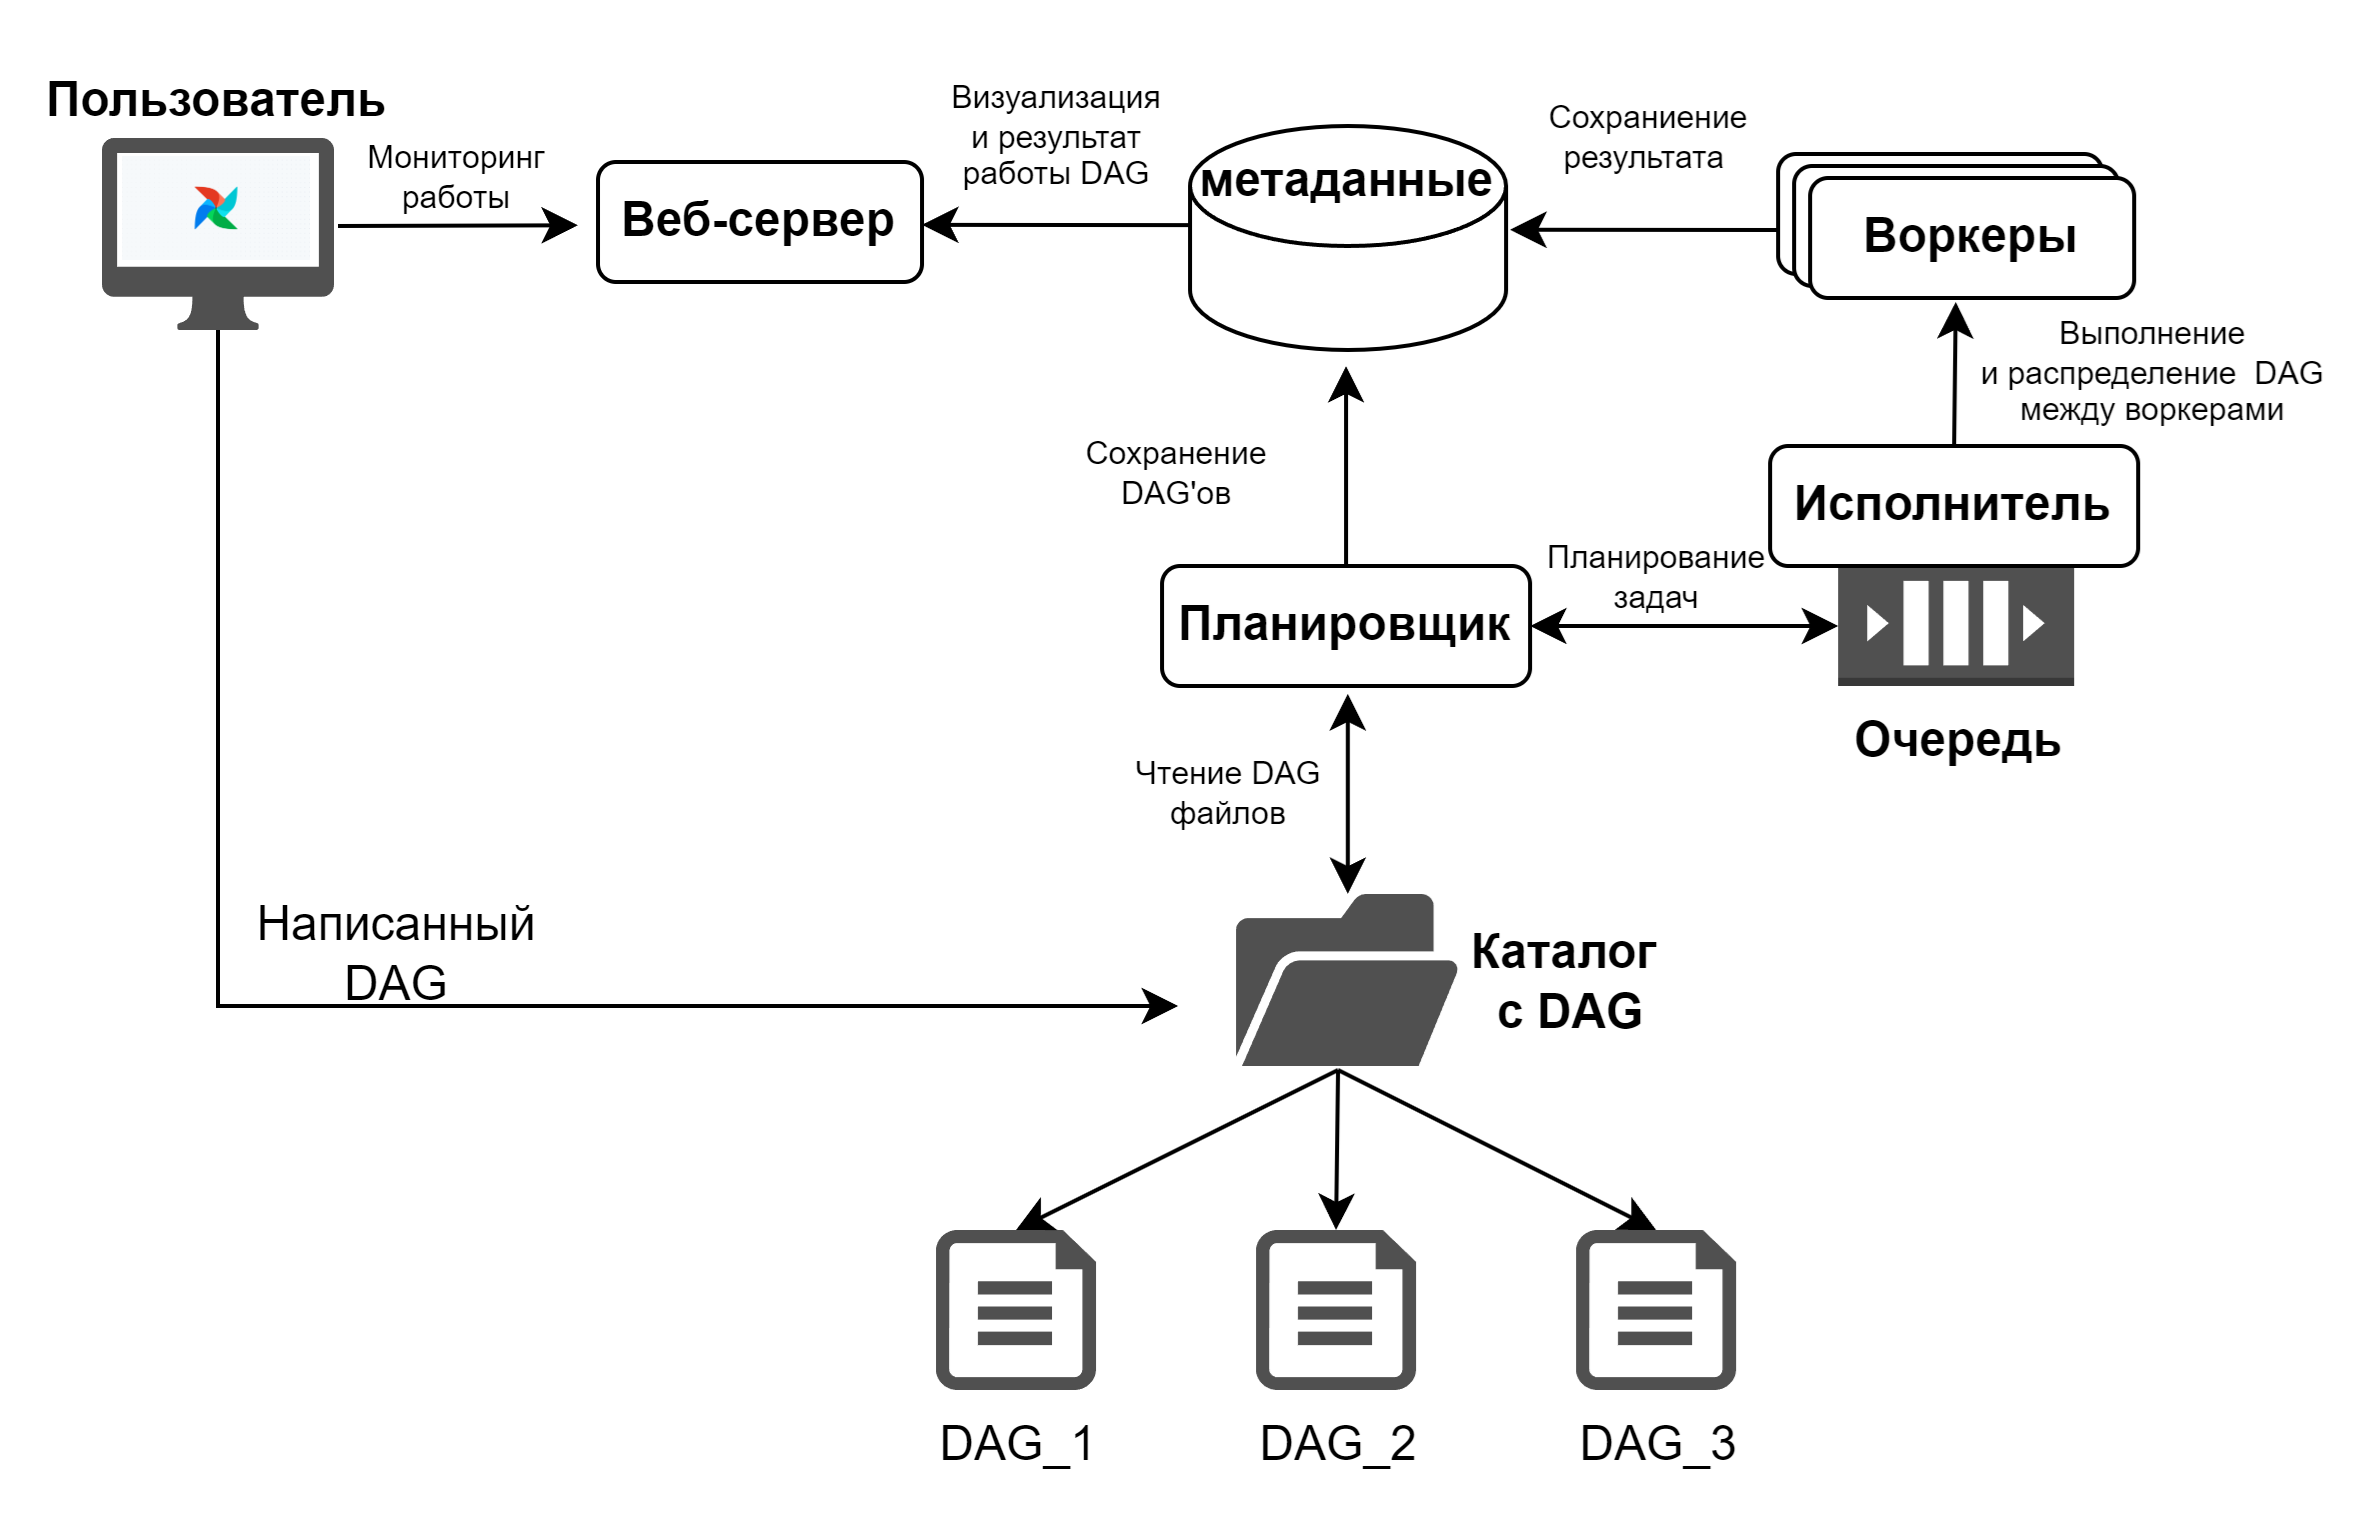 Пользователь
Мониторинг
работы
Веб-сервер
Визуализация
и результат
работы DAG
метаданные
Сохраниение
результата
Воркеры
Выполнение
и распределение  DAG
между воркерами
Исполнитель
Сохранение
DAG'ов
Планирование
задач
Планировщик
Очередь
Чтение DAG
файлов
Написанный
DAG
Каталог
с DAG
DAG_1
DAG_2
DAG_3